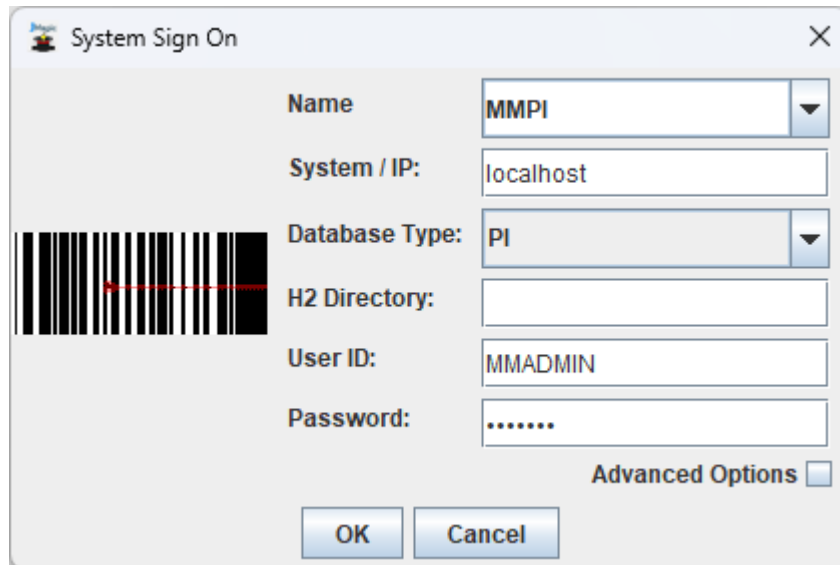 System Sign On
Name MMPI
System / IP: localhost
Database Type: PI
H2 Directory:
User ID: MMADMIN
Password: •••••••
Advanced Options
OK Cancel